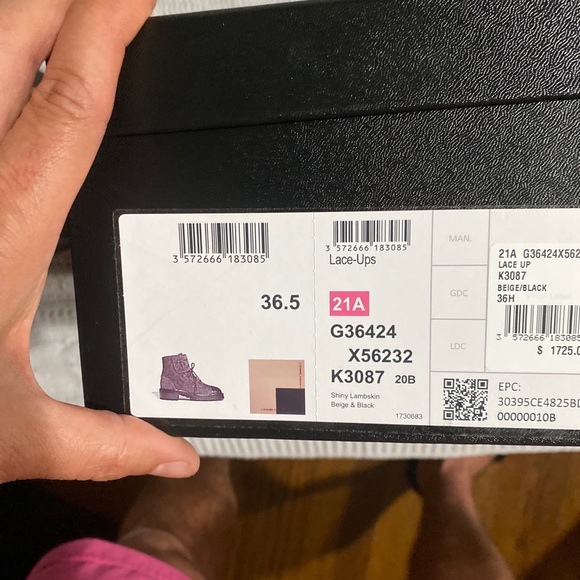 3 572666 183085
36.5
3 572666 183085
Lace-Ups
21A
G36424
X56232
K3087 20B
Shiny Lambskin
Beige & Black
1730683
MAN.
GDC
LDC
21A G36424X562
LACE UP
K3087
BEIGE/BLACK
36H
3 572666 183085
$ 1725.0
EPC:
30395CE4825B
00000010B